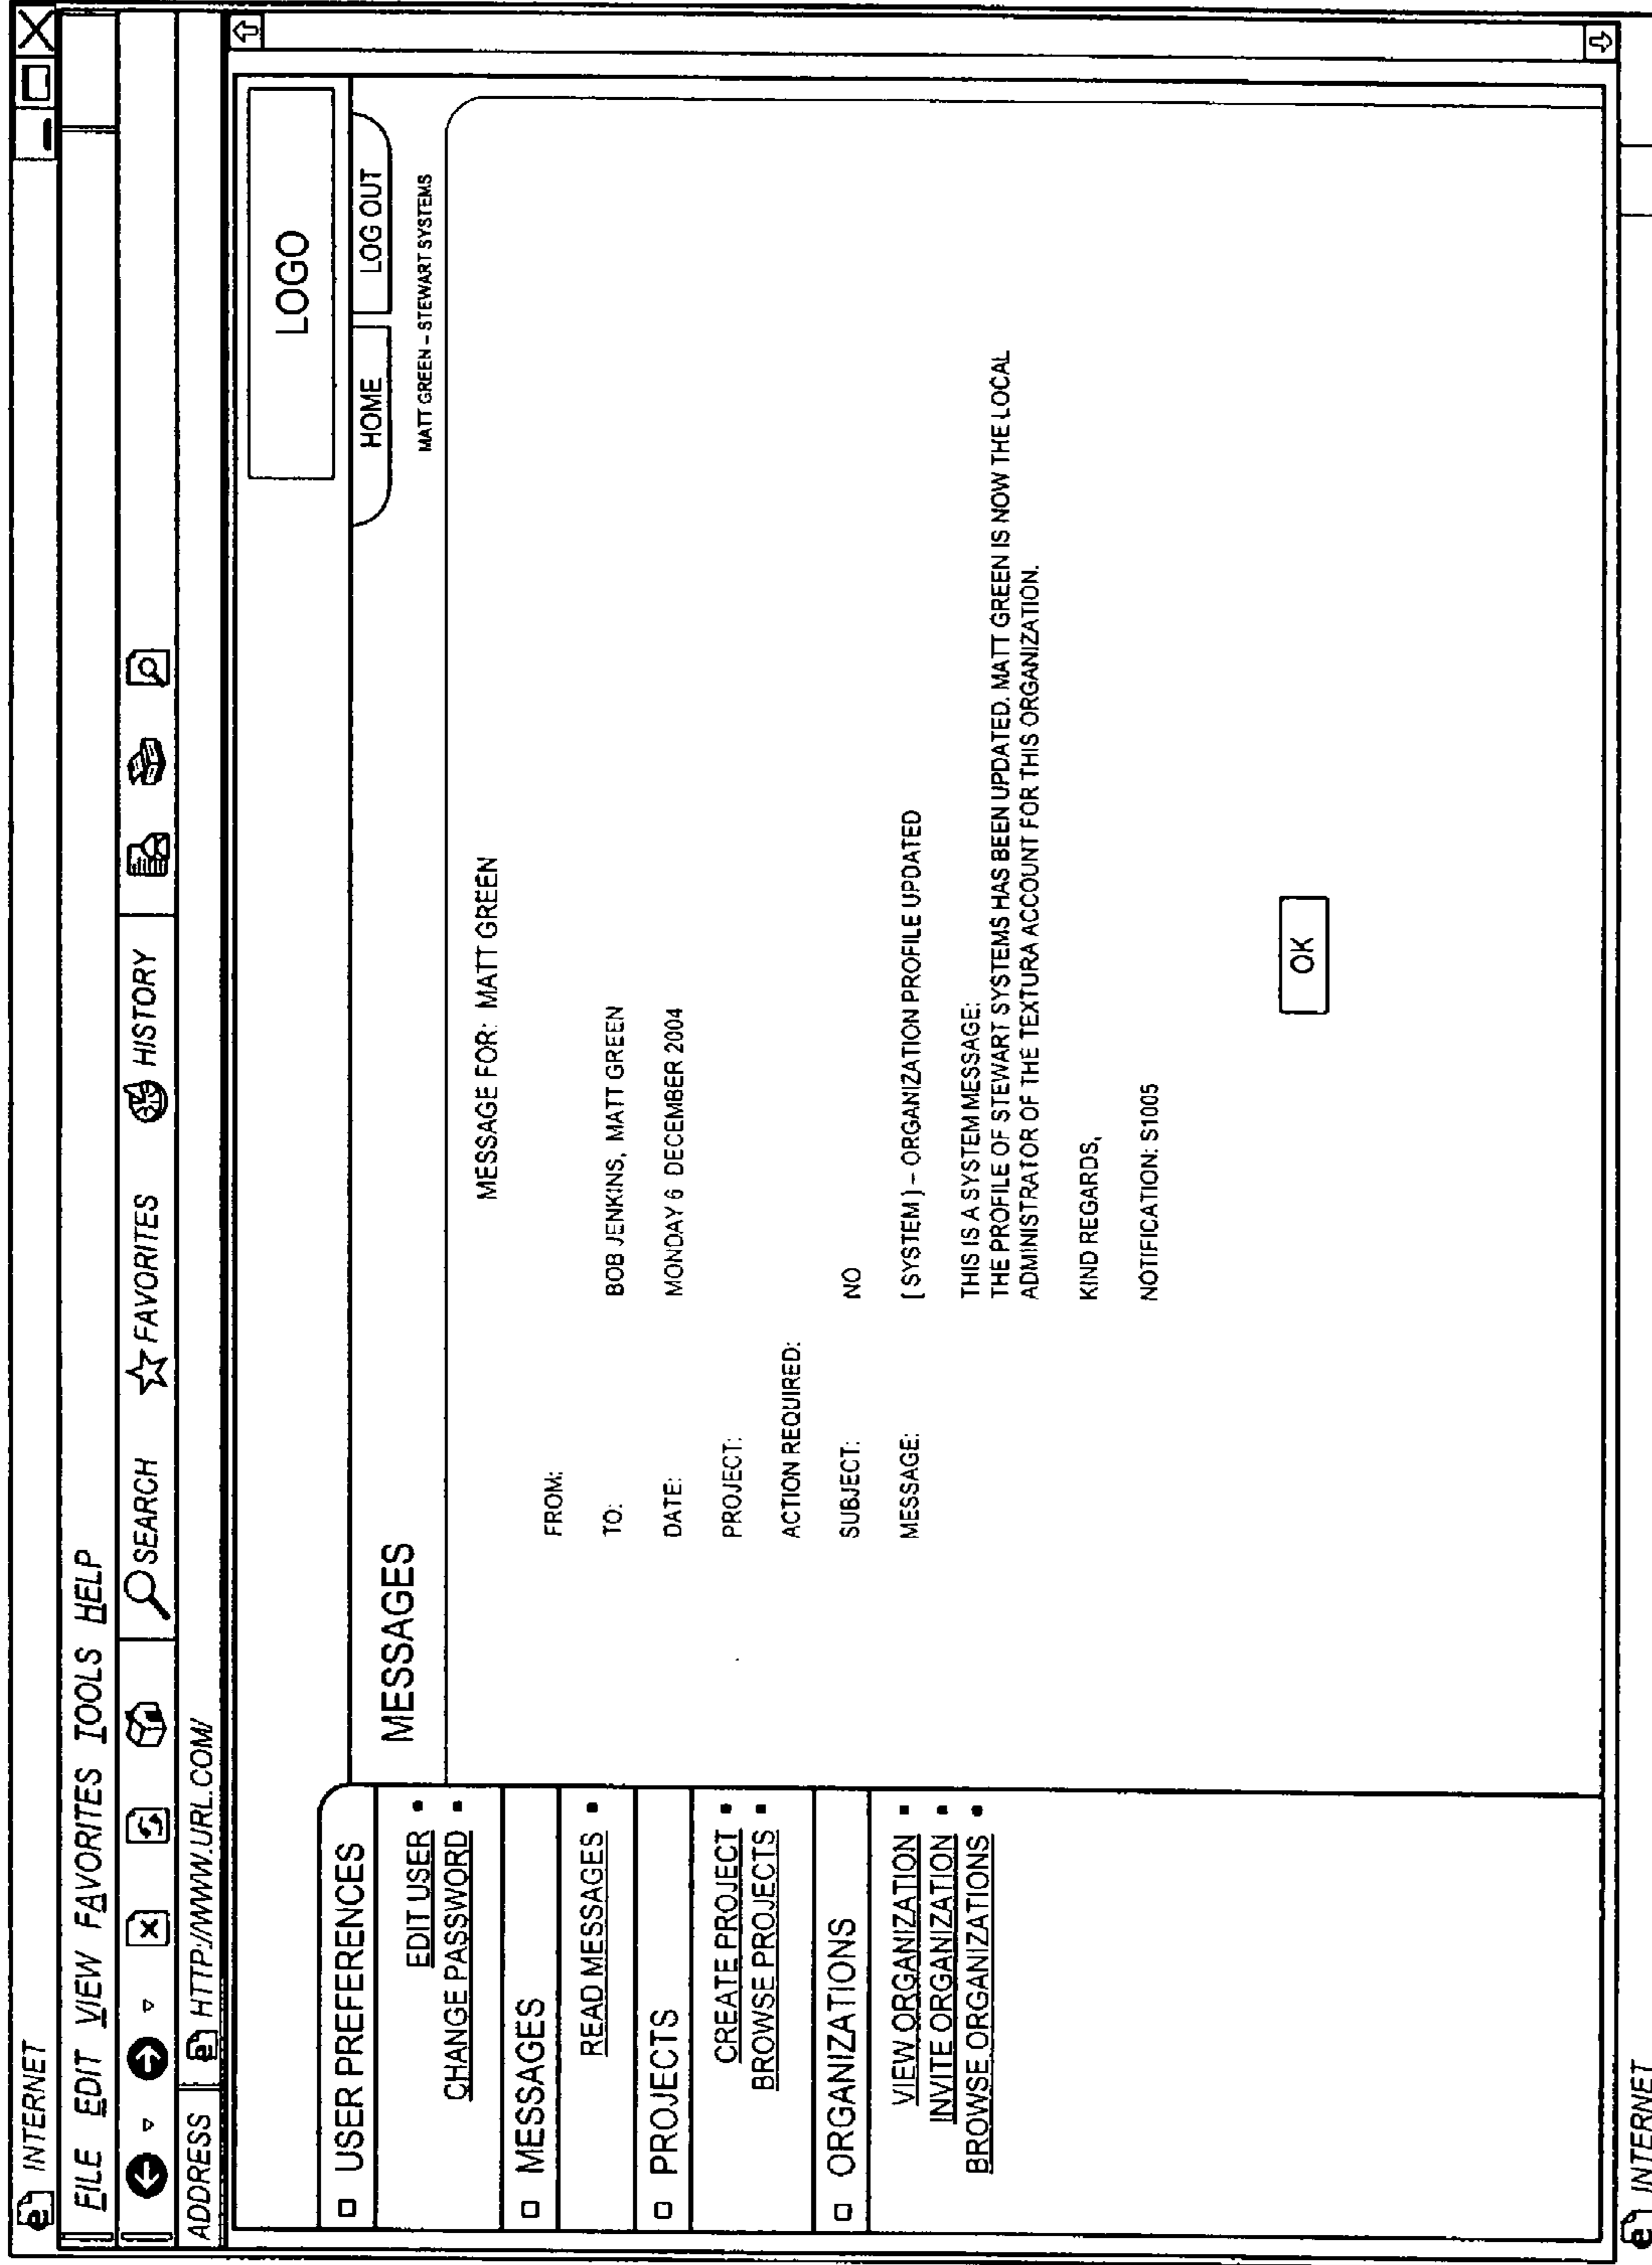 INTERNET
FILE EDIT VIEW FAVORITES TOOLS HELP
SEARCH FAVORITES HISTORY
ADDRESS HTTP://WWW.URL.COM/
LOGO
HOME LOG OUT
MATT GREEN – STEWART SYSTEMS
USER PREFERENCES
EDIT USER
CHANGE PASSWORD
MESSAGES
READ MESSAGES
PROJECTS
CREATE PROJECT
BROWSE PROJECTS
ORGANIZATIONS
VIEW ORGANIZATION
INVITE ORGANIZATION
BROWSE ORGANIZATIONS
MESSAGES
MESSAGE FOR: MATT GREEN
FROM:
TO: BOB JENKINS, MATT GREEN
DATE: MONDAY 6 DECEMBER 2004
PROJECT:
ACTION REQUIRED:
SUBJECT: NO
MESSAGE: [ SYSTEM ] – ORGANIZATION PROFILE UPDATED
THIS IS A SYSTEM MESSAGE:
THE PROFILE OF STEWART SYSTEMS HAS BEEN UPDATED. MATT GREEN IS NOW THE LOCAL
ADMINISTRATOR OF THE TEXTURA ACCOUNT FOR THIS ORGANIZATION.
KIND REGARDS,
NOTIFICATION: S1005
OK
INTERNET